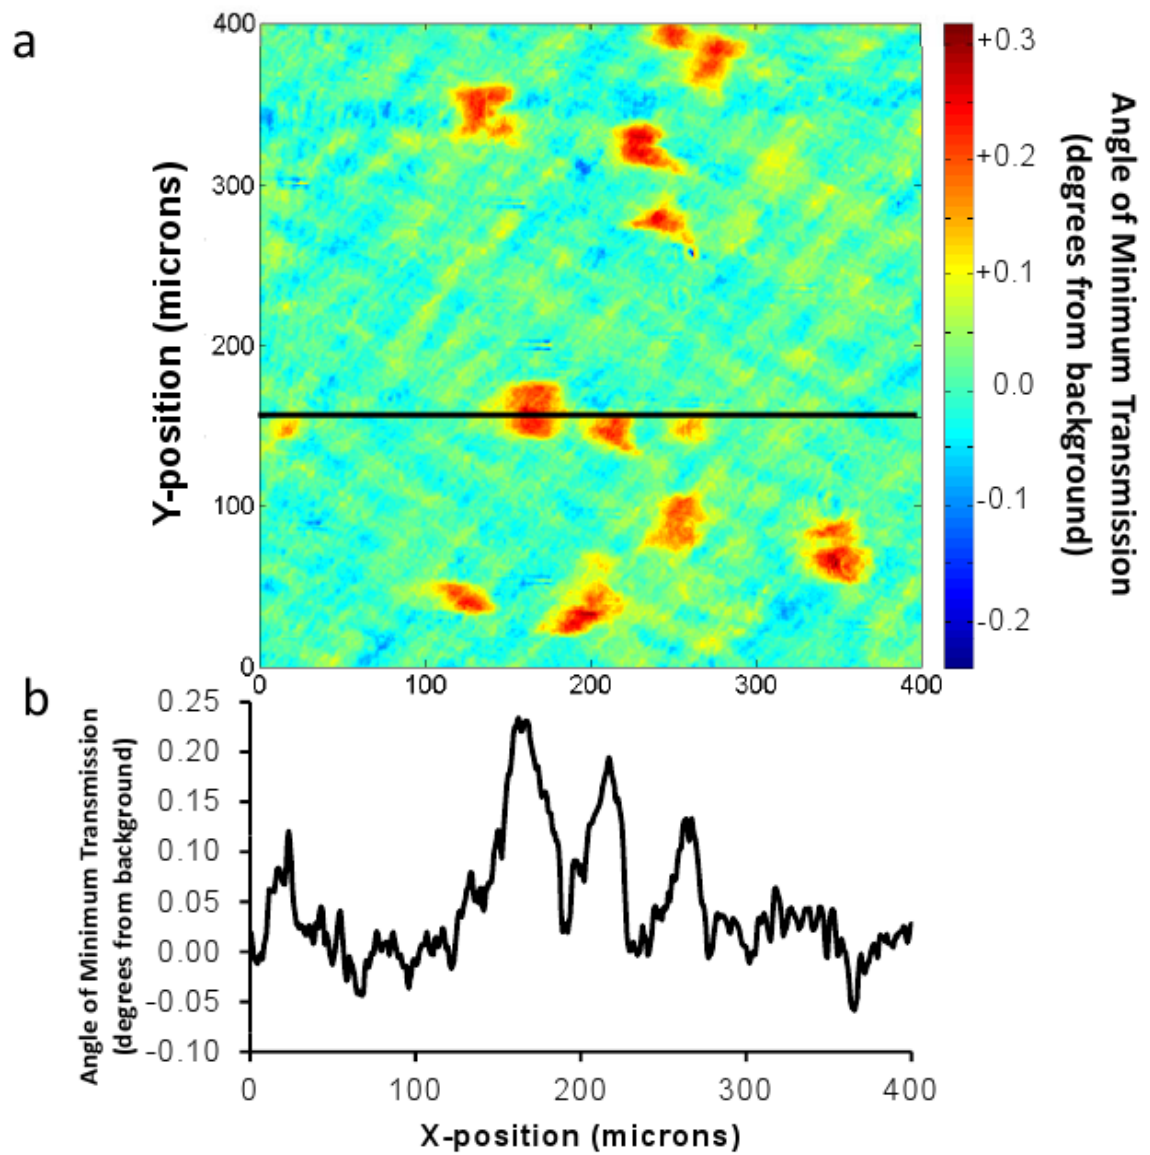 a
400
300
200
100
0
0 100 200 300 400
Y-position (microns)
+0.3
+0.2
+0.1
0.0
-0.1
-0.2
Angle of Minimum Transmission
(degrees from background)
b
Angle of Minimum Transmission
(degrees from background)
0.25
0.20
0.15
0.10
0.05
0.00
-0.05
-0.10
0 100 200 300 400
X-position (microns)